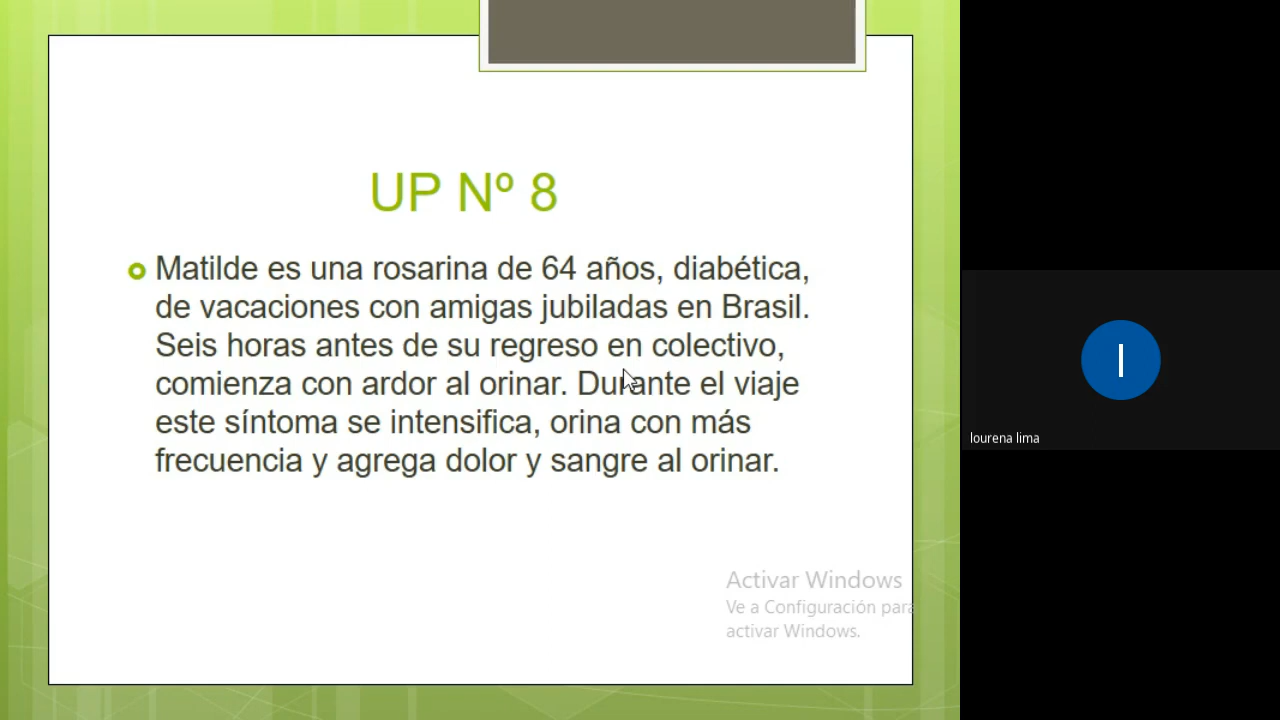 UP Nº 8
Matilde es una rosarina de 64 años, diabética,
de vacaciones con amigas jubiladas en Brasil.
Seis horas antes de su regreso en colectivo,
comienza con ardor al orinar. Durante el viaje
este síntoma se intensifica, orina con más
frecuencia y agrega dolor y sangre al orinar.
Activar Windows
Ve a Configuración para
activar Windows.
l
lourena lima